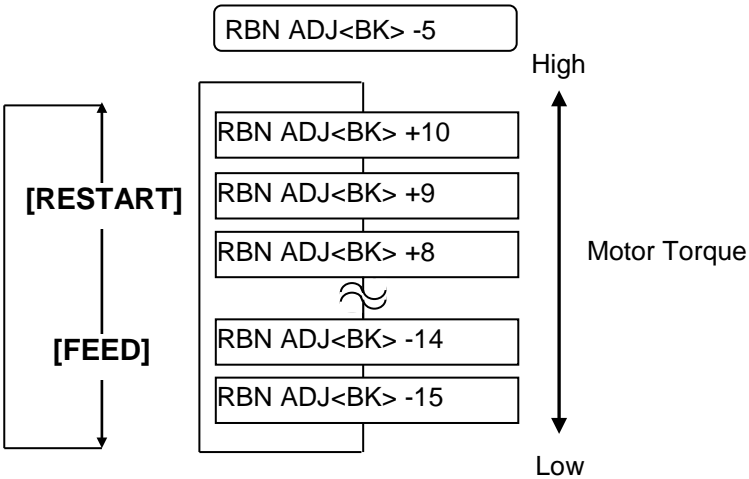 RBN ADJ<BK> -5
High
RBN ADJ<BK> +10
[RESTART]
RBN ADJ<BK> +9
RBN ADJ<BK> +8
Motor Torque
[FEED]
RBN ADJ<BK> -14
RBN ADJ<BK> -15
Low